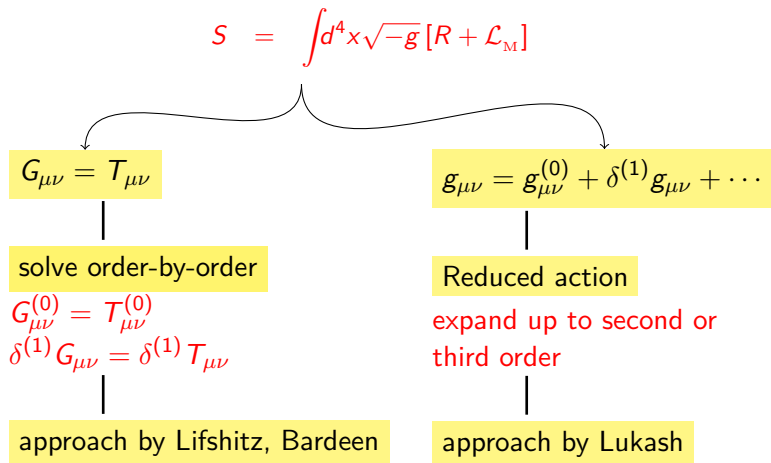 S = ∫d⁴x√−g [R + ℒ_M]
G_μν = T_μν
solve order-by-order
G_μν^(0) = T_μν^(0)
δ^(1) G_μν = δ^(1) T_μν
approach by Lifshitz, Bardeen
g_μν = g_μν^(0) + δ^(1) g_μν + ⋯
Reduced action
expand up to second or
third order
approach by Lukash